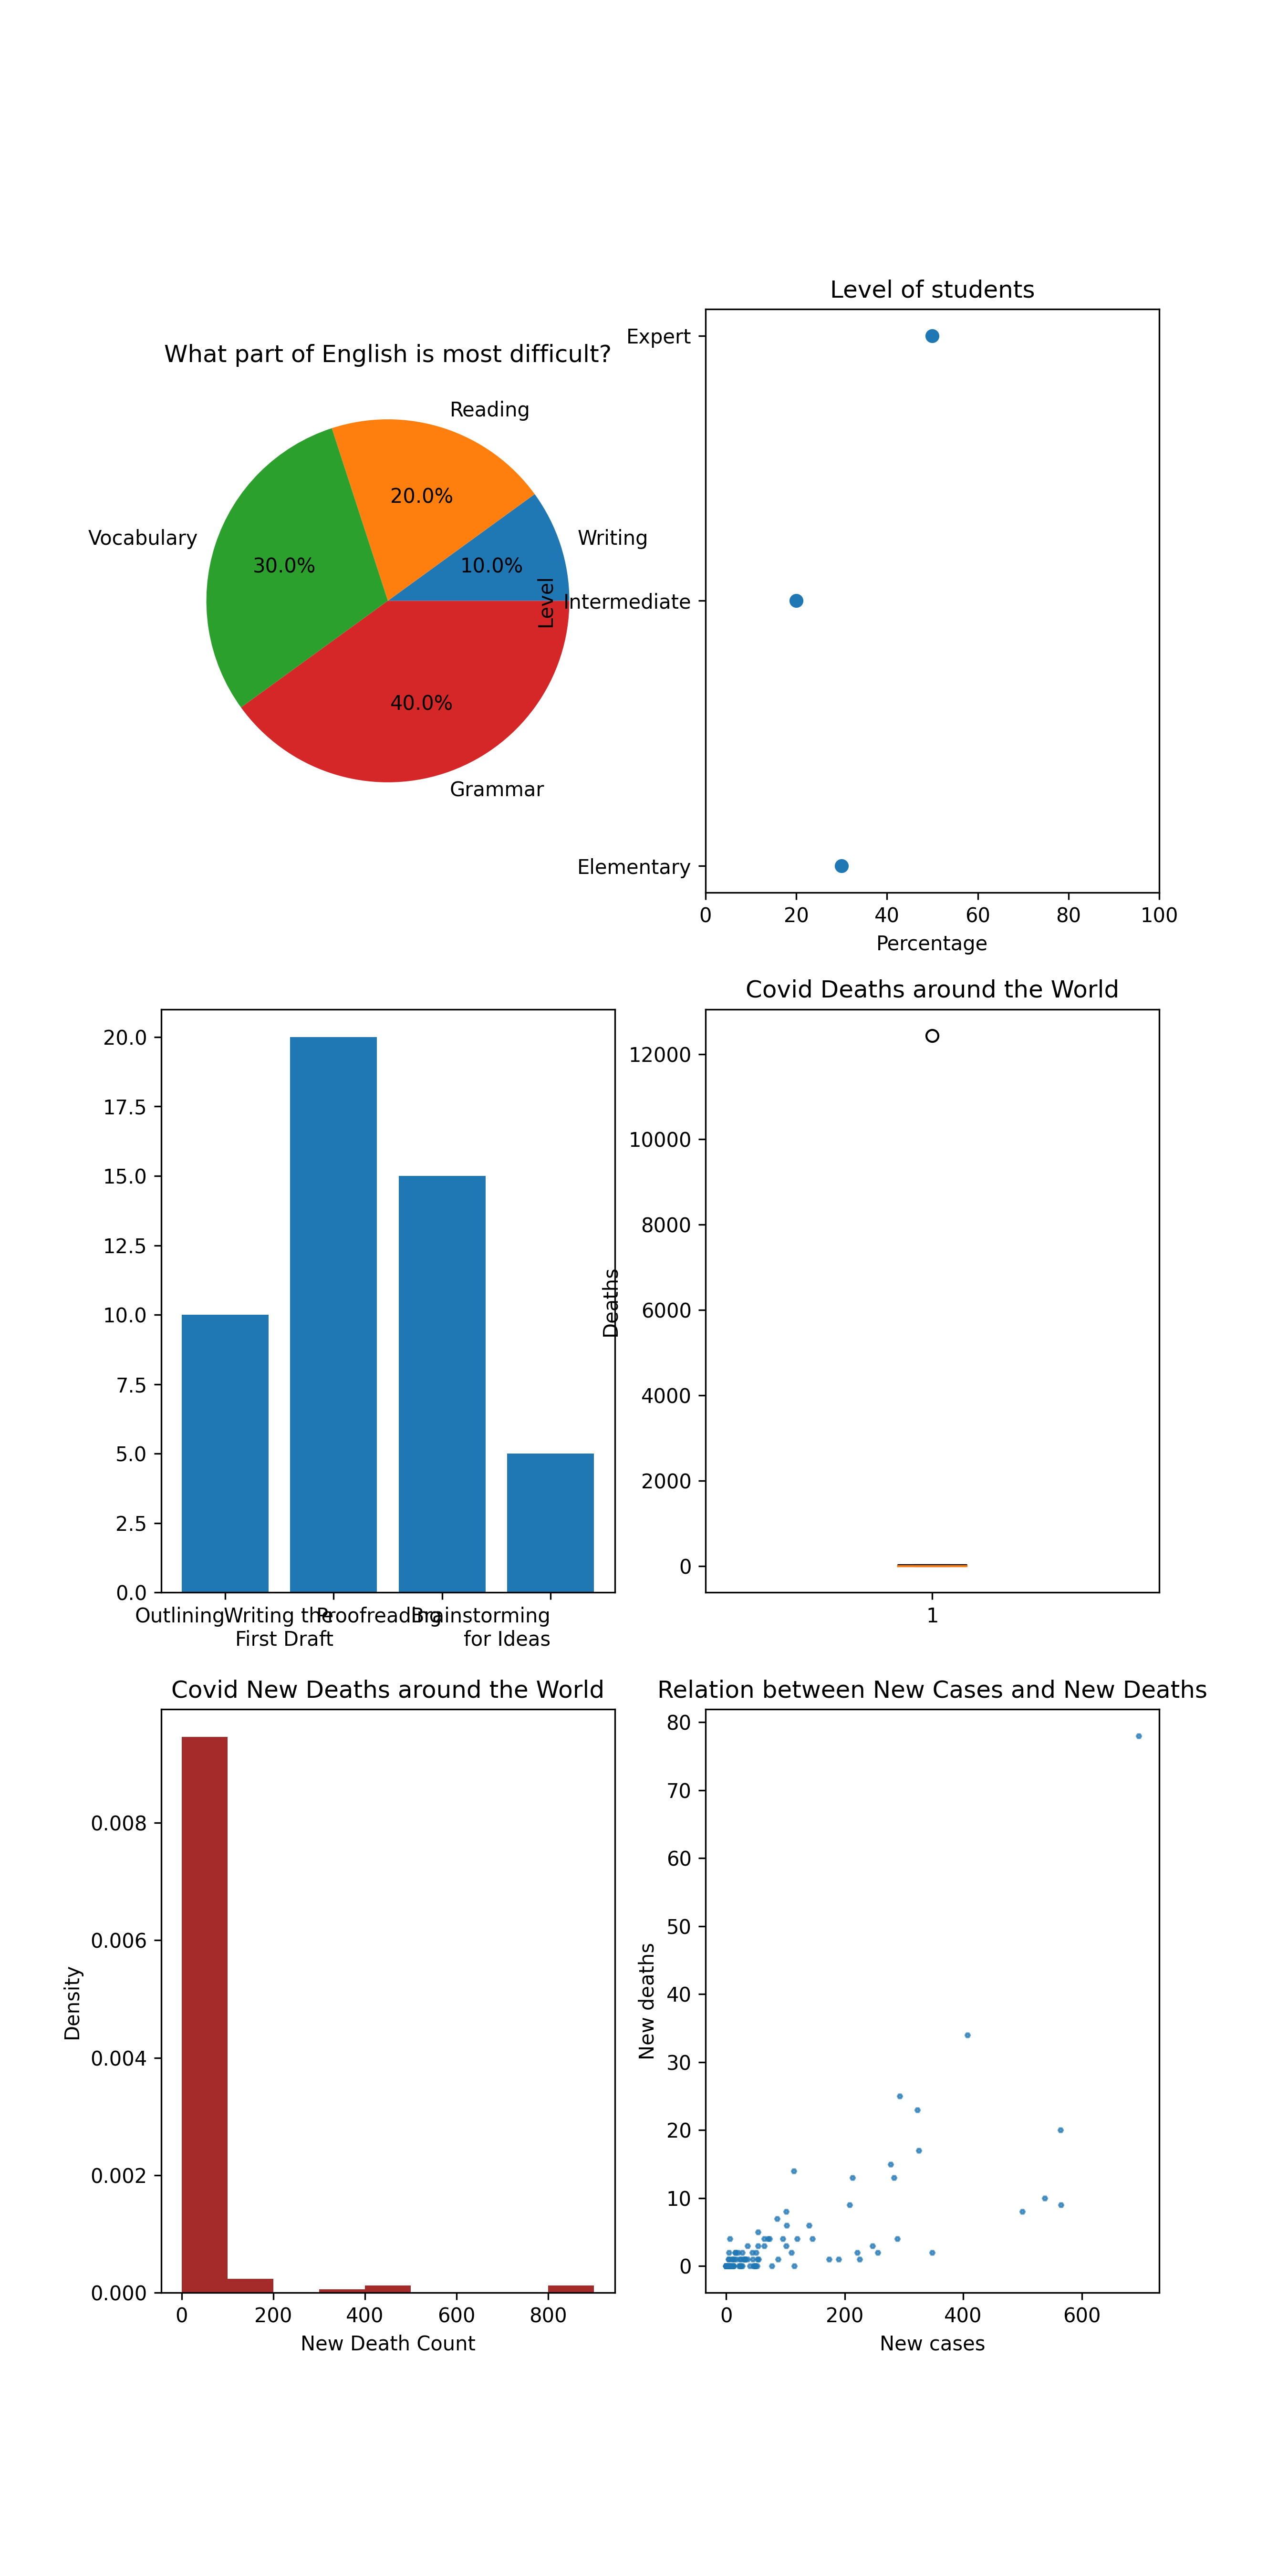 What part of English is most difficult?
Reading
Writing
Vocabulary
Grammar
20.0%
10.0%
30.0%
40.0%
Level of students
Level
Expert
Intermediate
Elementary
0 20 40 60 80 100
Percentage
20.0
17.5
15.0
12.5
10.0
7.5
5.0
2.5
0.0
Outlining
Writing the
First Draft
Proofreading
Brainstorming
for Ideas
Covid Deaths around the World
Deaths
12000
10000
8000
6000
4000
2000
0
1
Covid New Deaths around the World
Density
0.008
0.006
0.004
0.002
0.000
0 200 400 600 800
New Death Count
Relation between New Cases and New Deaths
New deaths
80
70
60
50
40
30
20
10
0
0 200 400 600
New cases